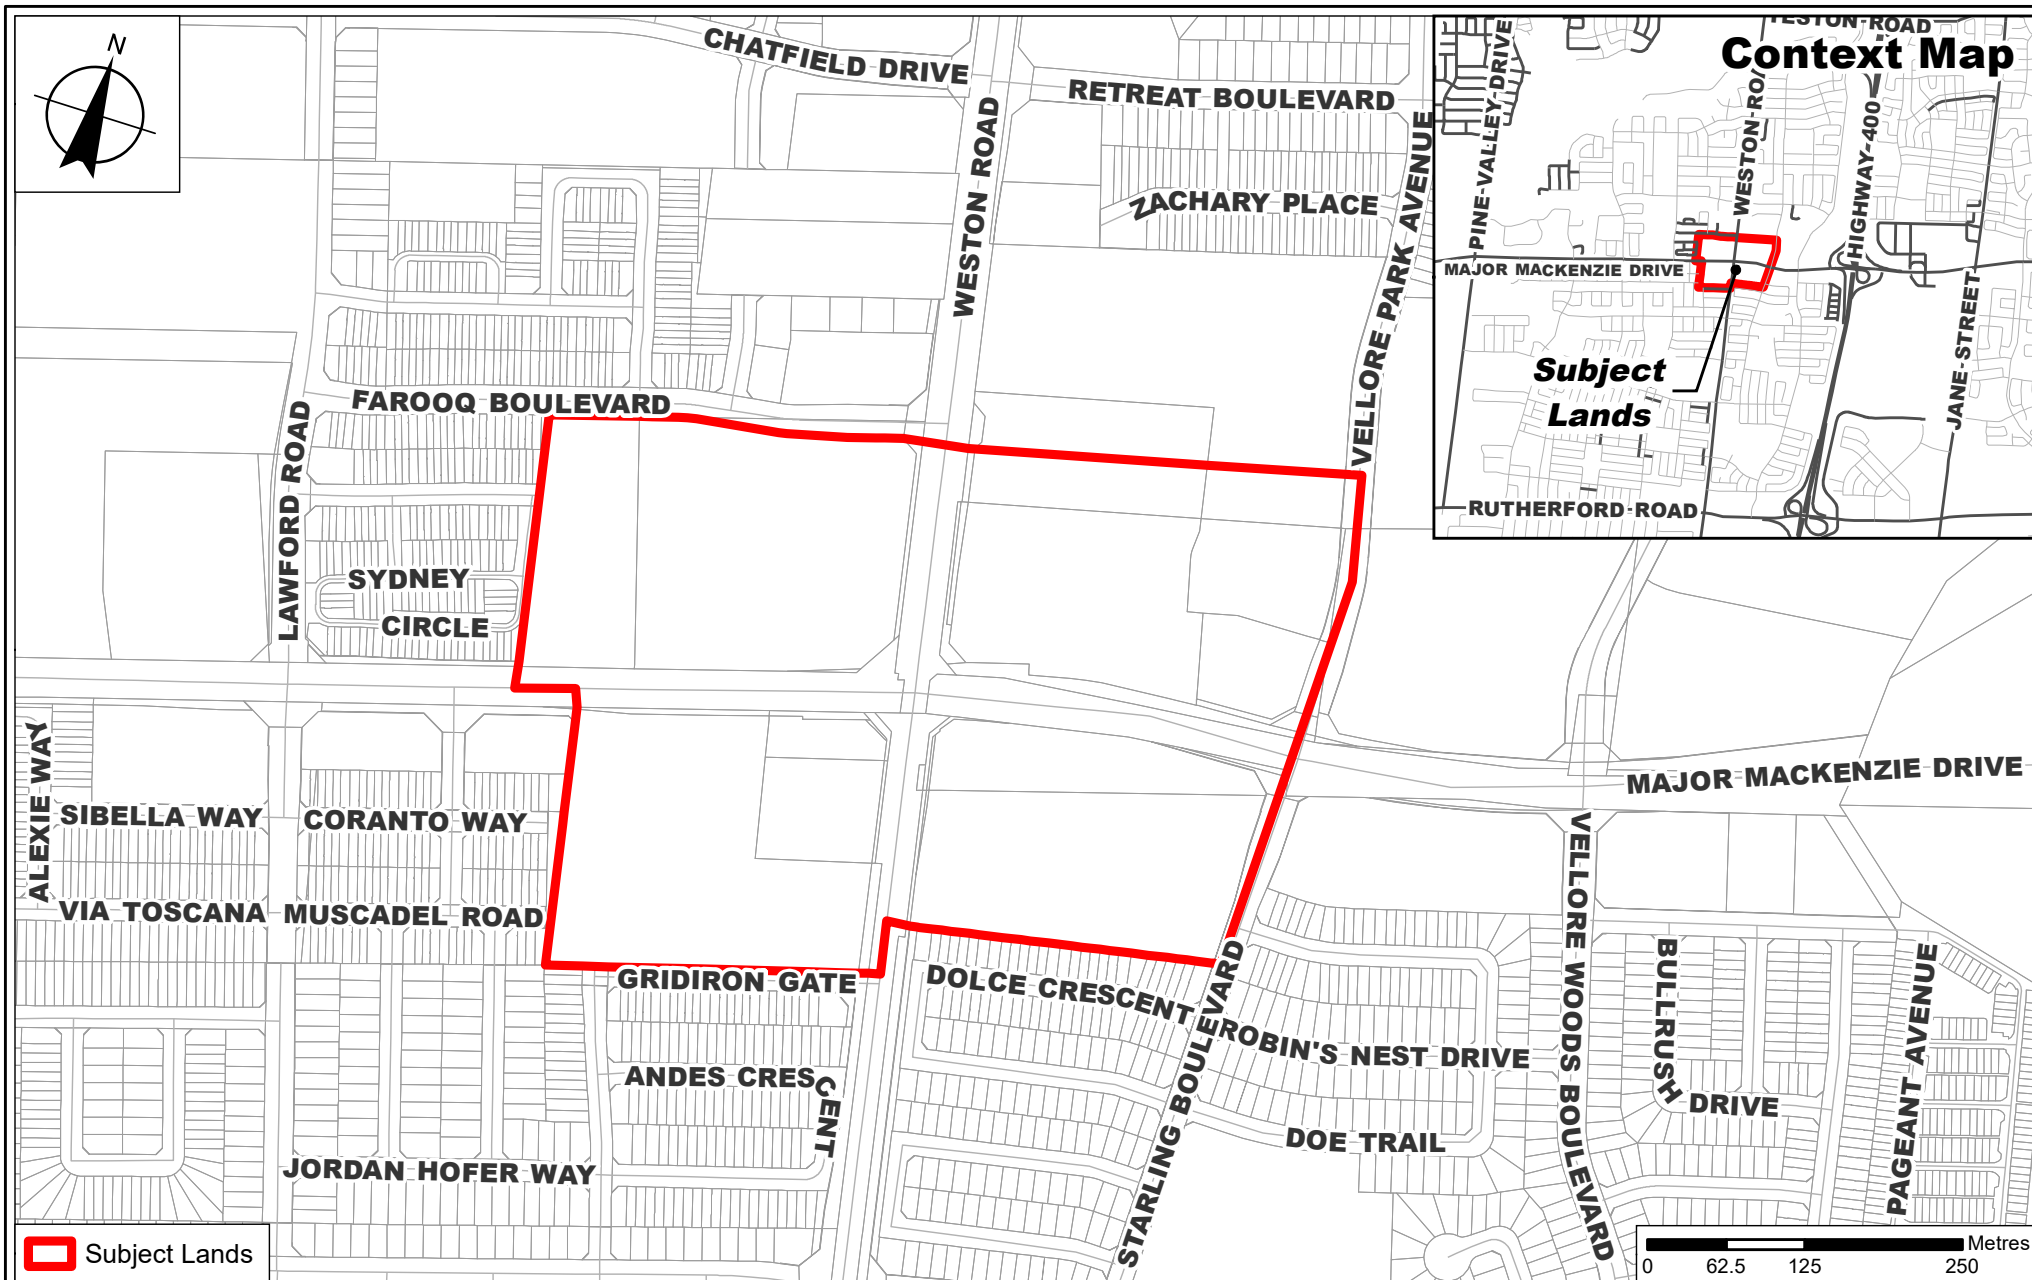 N
CHATFIELD DRIVE
RETREAT BOULEVARD
WESTON ROAD
ZACHARY PLACE
VELLORE PARK AVENUE
FAROOQ BOULEVARD
LAWFORD ROAD
SYDNEY
CIRCLE
MAJOR MACKENZIE DRIVE
ALEXIE WAY
SIBELLA WAY
CORANTO WAY
VIA TOSCANA
MUSCADEL ROAD
GRIDIRON GATE
DOLCE CRESCENT
ROBIN'S NEST DRIVE
ANDES CRESCENT
DOE TRAIL
JORDAN HOFER WAY
STARLING BOULEVARD
VELLORE WOODS BOULEVARD
BULLRUSH
DRIVE
PAGEANT AVENUE
Context Map
PINE VALLEY DRIVE
WESTON
HIGHWAY 400
MAJOR MACKENZIE DRIVE
JANE STREET
Subject
Lands
RUTHERFORD ROAD
Subject Lands
Metres
0 62.5 125 250